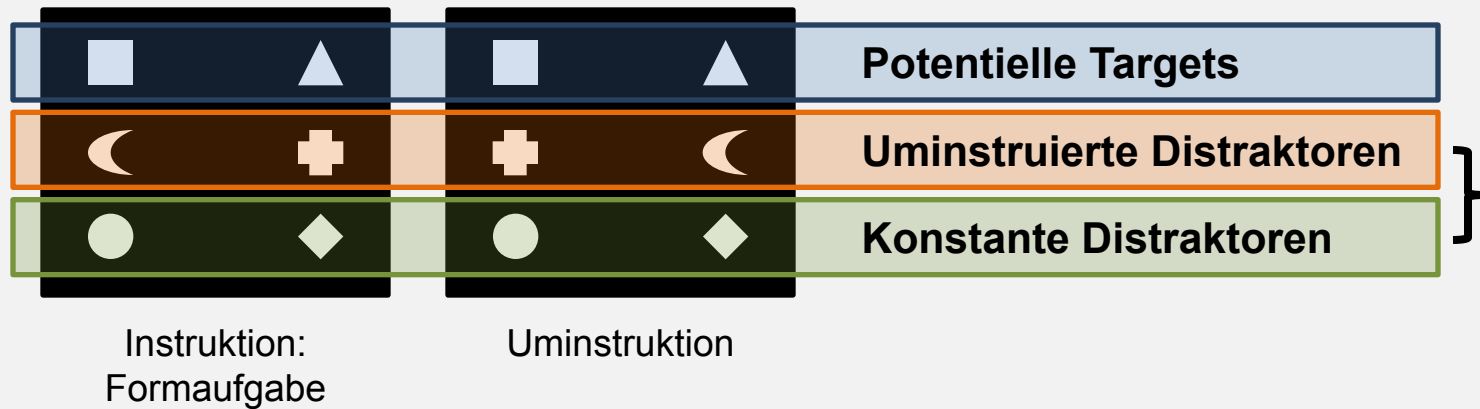 Potentielle Targets
Uminstruierte Distraktoren
Konstante Distraktoren
Instruktion:
Formaufgabe
Uminstruktion